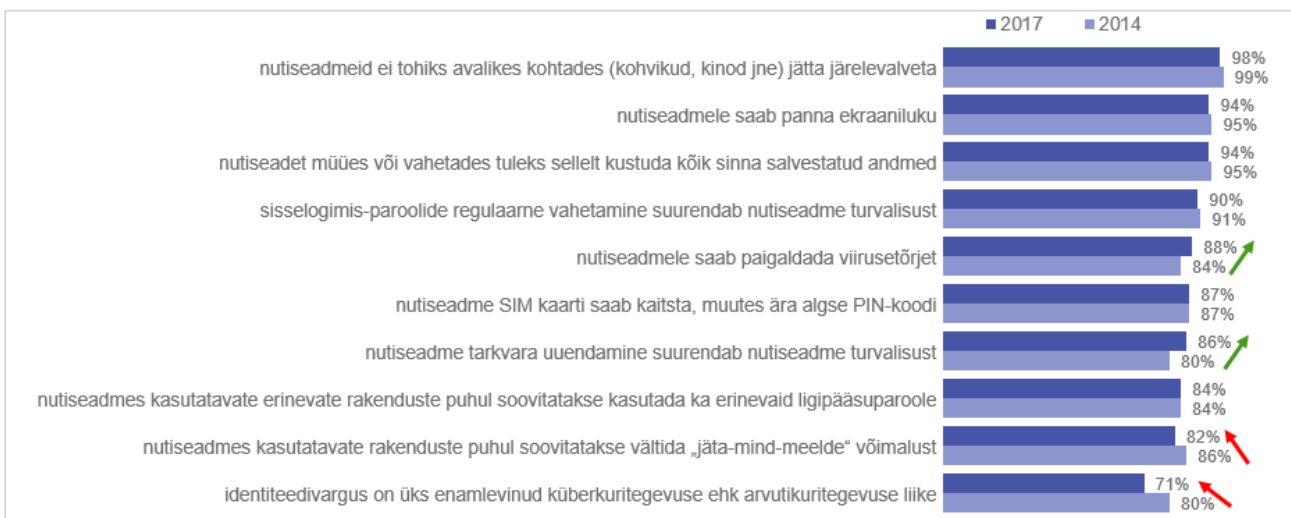 2017 2014
nutiseadmeid ei tohiks avalikes kohtades (kohvikud, kinod jne) jätta järelevalveta
98%
99%
nutiseadmele saab panna ekraaniluku
94%
95%
nutiseadet müües või vahetades tuleks sellelt kustuda kõik sinna salvestatud andmed
94%
95%
sisselogimis-paroolide regulaarne vahetamine suurendab nutiseadme turvalisust
90%
91%
nutiseadmele saab paigaldada viirusetõrjet
88%
84%
nutiseadme SIM kaarti saab kaitsta, muutes ära algse PIN-koodi
87%
87%
nutiseadme tarkvara uuendamine suurendab nutiseadme turvalisust
86%
80%
nutiseadmes kasutatavate erinevate rakenduste puhul soovitatakse kasutada ka erinevaid ligipääsuparoole
84%
84%
nutiseadmes kasutatavate rakenduste puhul soovitatakse vältida „jäta-mind-meelde“ võimalust
82%
86%
identiteedivargus on üks enamlevinud küberkuritegevuse ehk arvutikuritegevuse liike
71%
80%